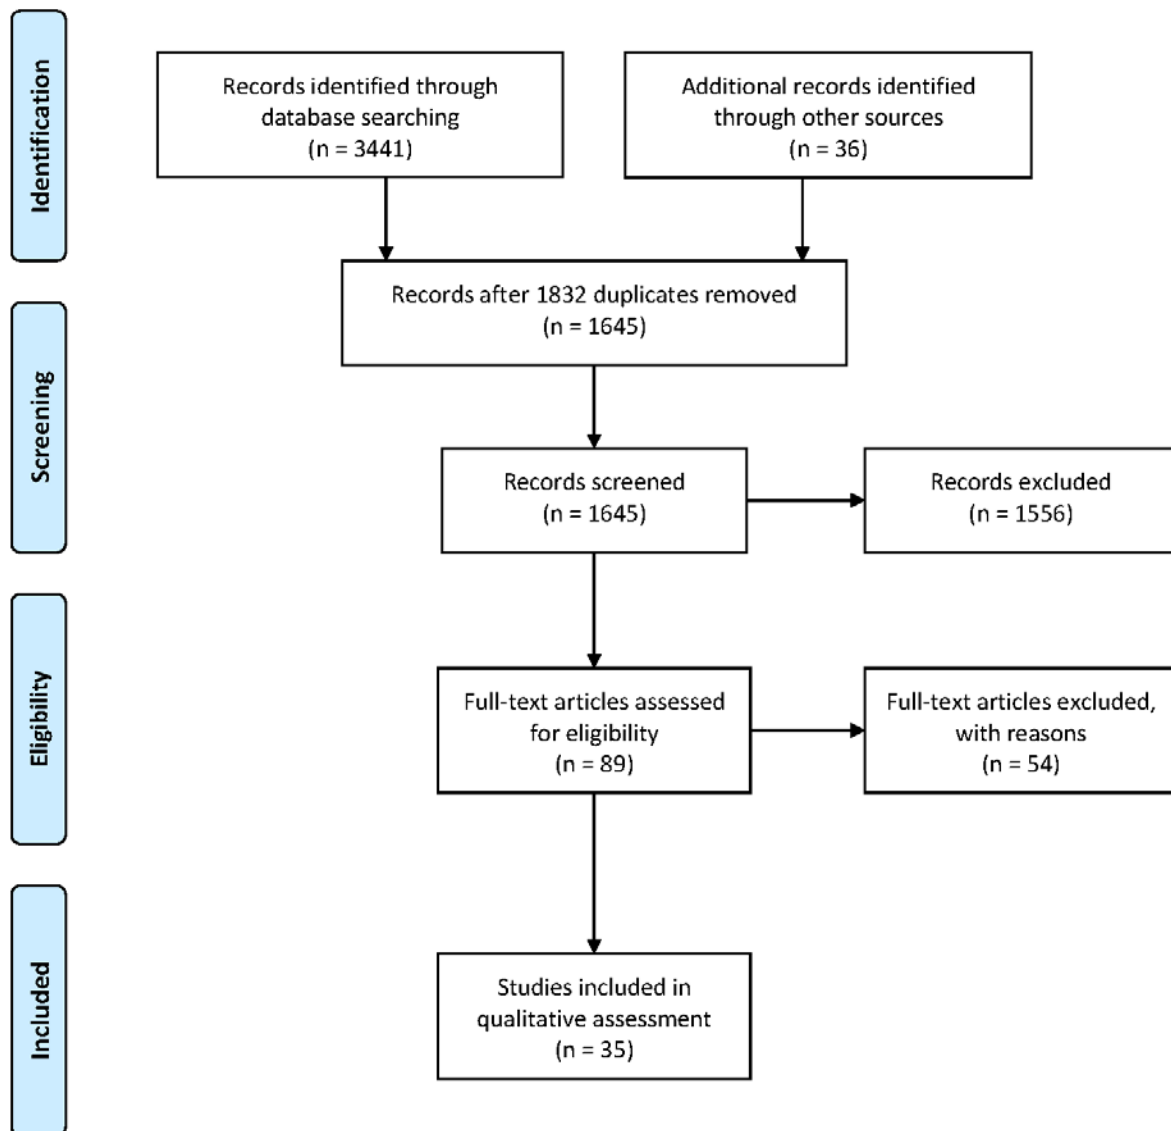 Identification
Records identified through
database searching
(n = 3441)
Additional records identified
through other sources
(n = 36)
Records after 1832 duplicates removed
(n = 1645)
Screening
Records screened
(n = 1645)
Records excluded
(n = 1556)
Eligibility
Full-text articles assessed
for eligibility
(n = 89)
Full-text articles excluded,
with reasons
(n = 54)
Included
Studies included in
qualitative assessment
(n = 35)